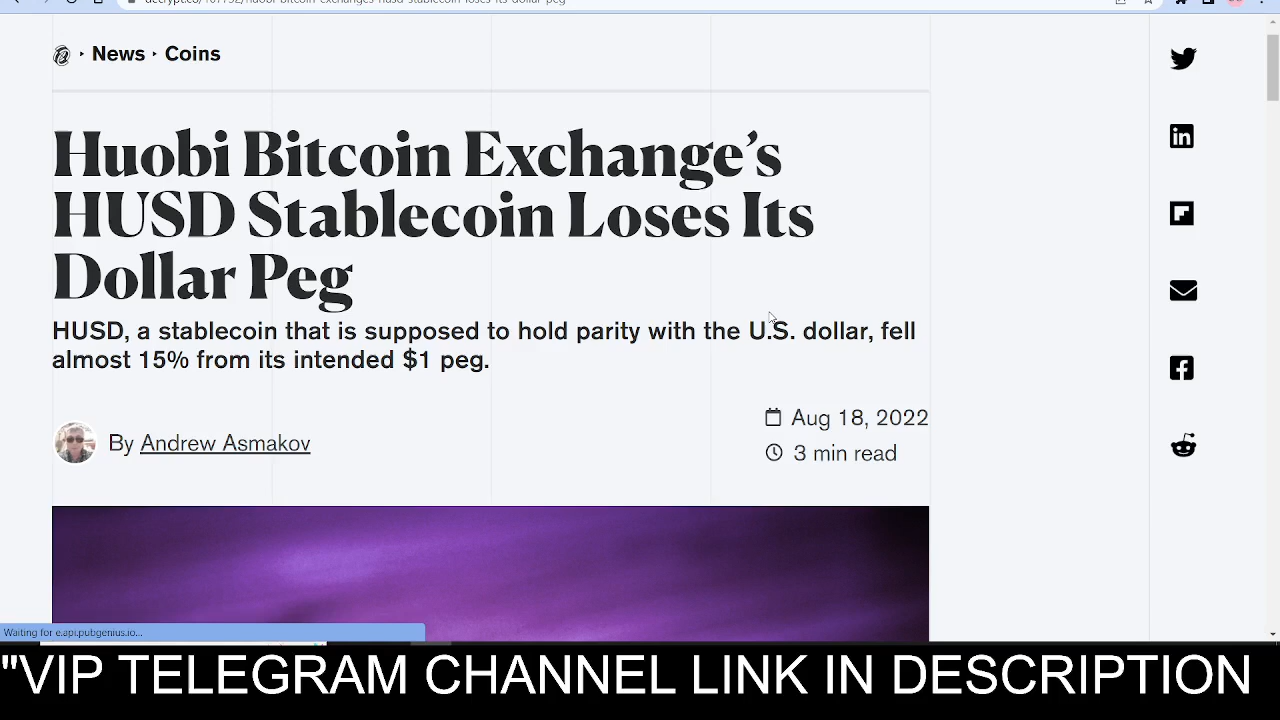 News ‣ Coins
Huobi Bitcoin Exchange’s
HUSD Stablecoin Loses Its
Dollar Peg
HUSD, a stablecoin that is supposed to hold parity with the U.S. dollar, fell
almost 15% from its intended $1 peg.
By Andrew Asmakov
Aug 18, 2022
3 min read
Waiting for e.api.pubgenius.io...
"VIP TELEGRAM CHANNEL LINK IN DESCRIPTION